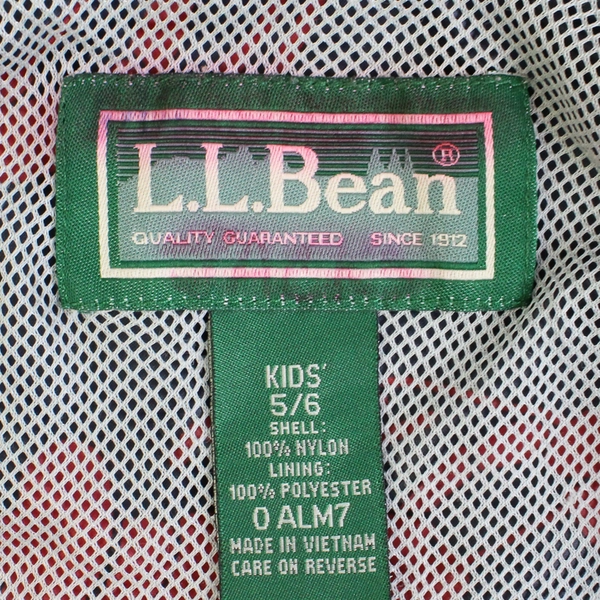 L.L.Bean®
QUALITY GUARANTEED SINCE 1912
KIDS'
5/6
SHELL:
100% NYLON
LINING:
100% POLYESTER
0 ALM7
MADE IN VIETNAM
CARE ON REVERSE